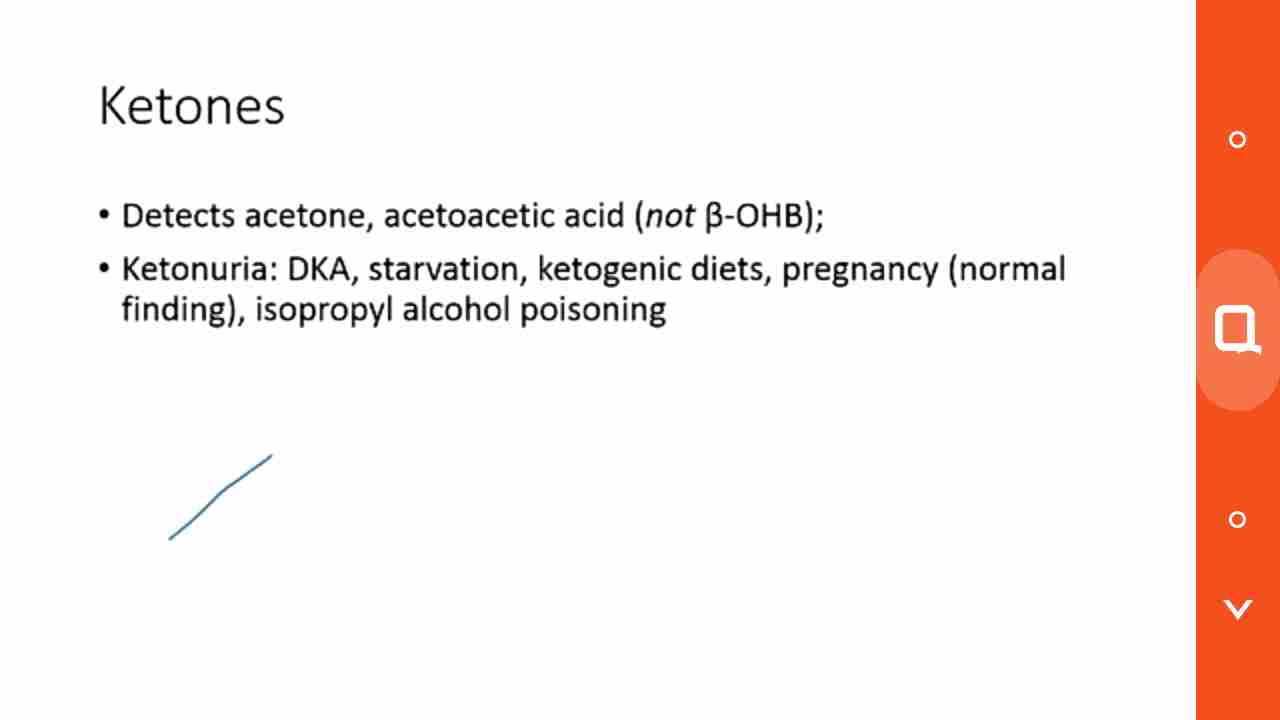 Ketones
• Detects acetone, acetoacetic acid (not β-OHB);
• Ketonuria: DKA, starvation, ketogenic diets, pregnancy (normal
finding), isopropyl alcohol poisoning